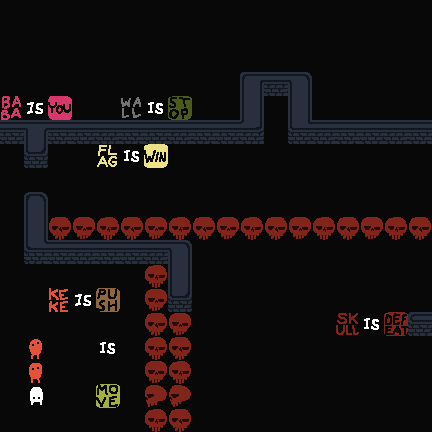 BABA IS YOU
WALL IS STOP
FLAG IS WIN
KEKE IS PUSH
SKULL IS DEFEAT
IS
MOVE